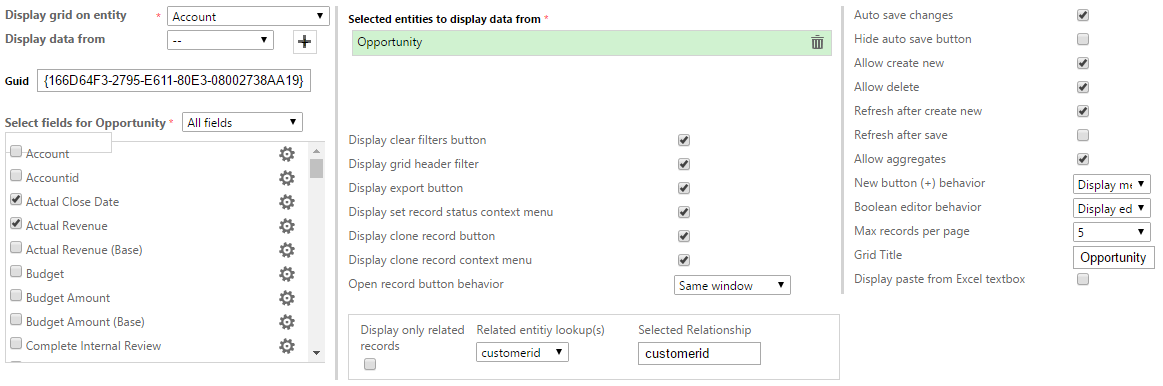 Display grid on entity * Account
Display data from -- +
Guid {166D64F3-2795-E611-80E3-08002738AA19}
Select fields for Opportunity * All fields
Account
Accountid
Actual Close Date
Actual Revenue
Actual Revenue (Base)
Budget
Budget Amount
Budget Amount (Base)
Complete Internal Review
Selected entities to display data from *
Opportunity
Display clear filters button
Display grid header filter
Display export button
Display set record status context menu
Display clone record button
Display clone record context menu
Open record button behavior Same window
Display only related
records
Related entitiy lookup(s)
customerid
Selected Relationship
customerid
Auto save changes
Hide auto save button
Allow create new
Allow delete
Refresh after create new
Refresh after save
Allow aggregates
New button (+) behavior Display me
Boolean editor behavior Display ed
Max records per page 5
Grid Title Opportunity
Display paste from Excel textbox